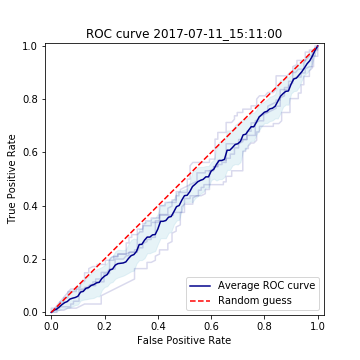 ROC curve 2017-07-11_15:11:00
1.0
0.8
0.6
0.4
0.2
0.0
True Positive Rate
Average ROC curve
Random guess
0.0 0.2 0.4 0.6 0.8 1.0
False Positive Rate